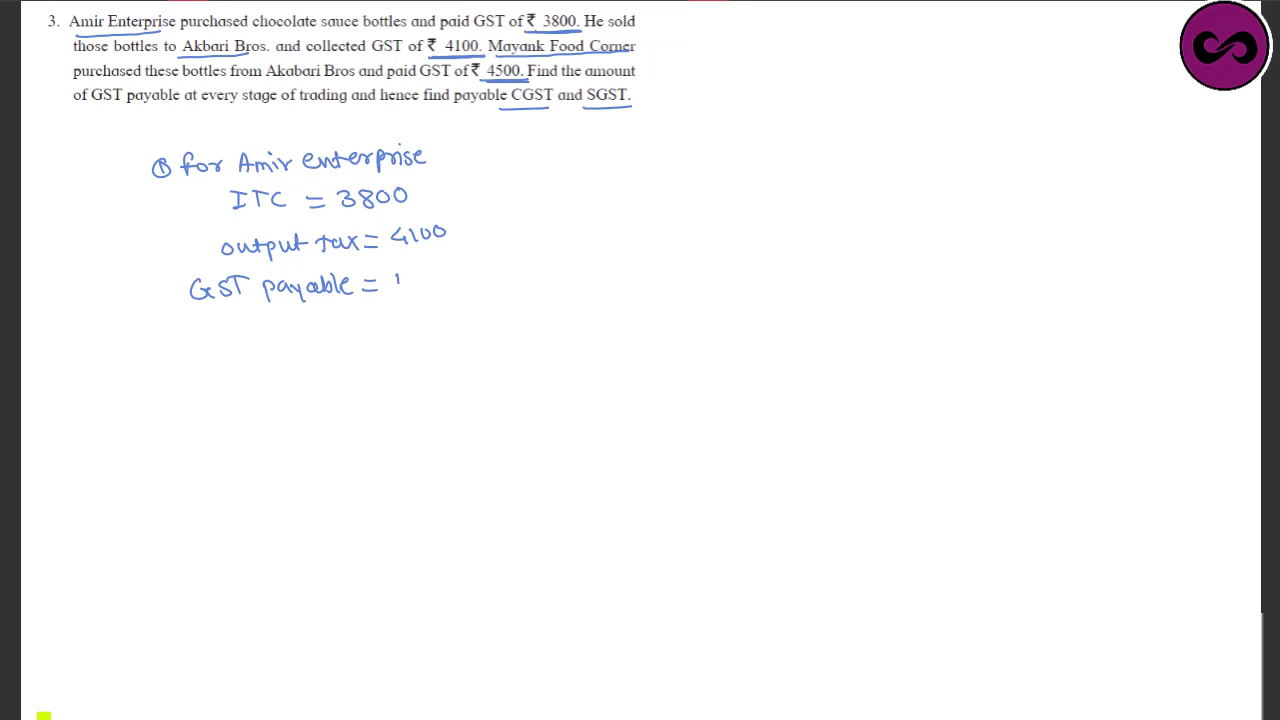 3. Amir Enterprise purchased chocolate sauce bottles and paid GST of ₹ 3800. He sold
those bottles to Akbari Bros. and collected GST of ₹ 4100. Mayank Food Corner
purchased these bottles from Akabari Bros and paid GST of ₹ 4500. Find the amount
of GST payable at every stage of trading and hence find payable CGST and SGST.
① for Amir enterprise
ITC = 3800
output tax = 4100
GST payable =